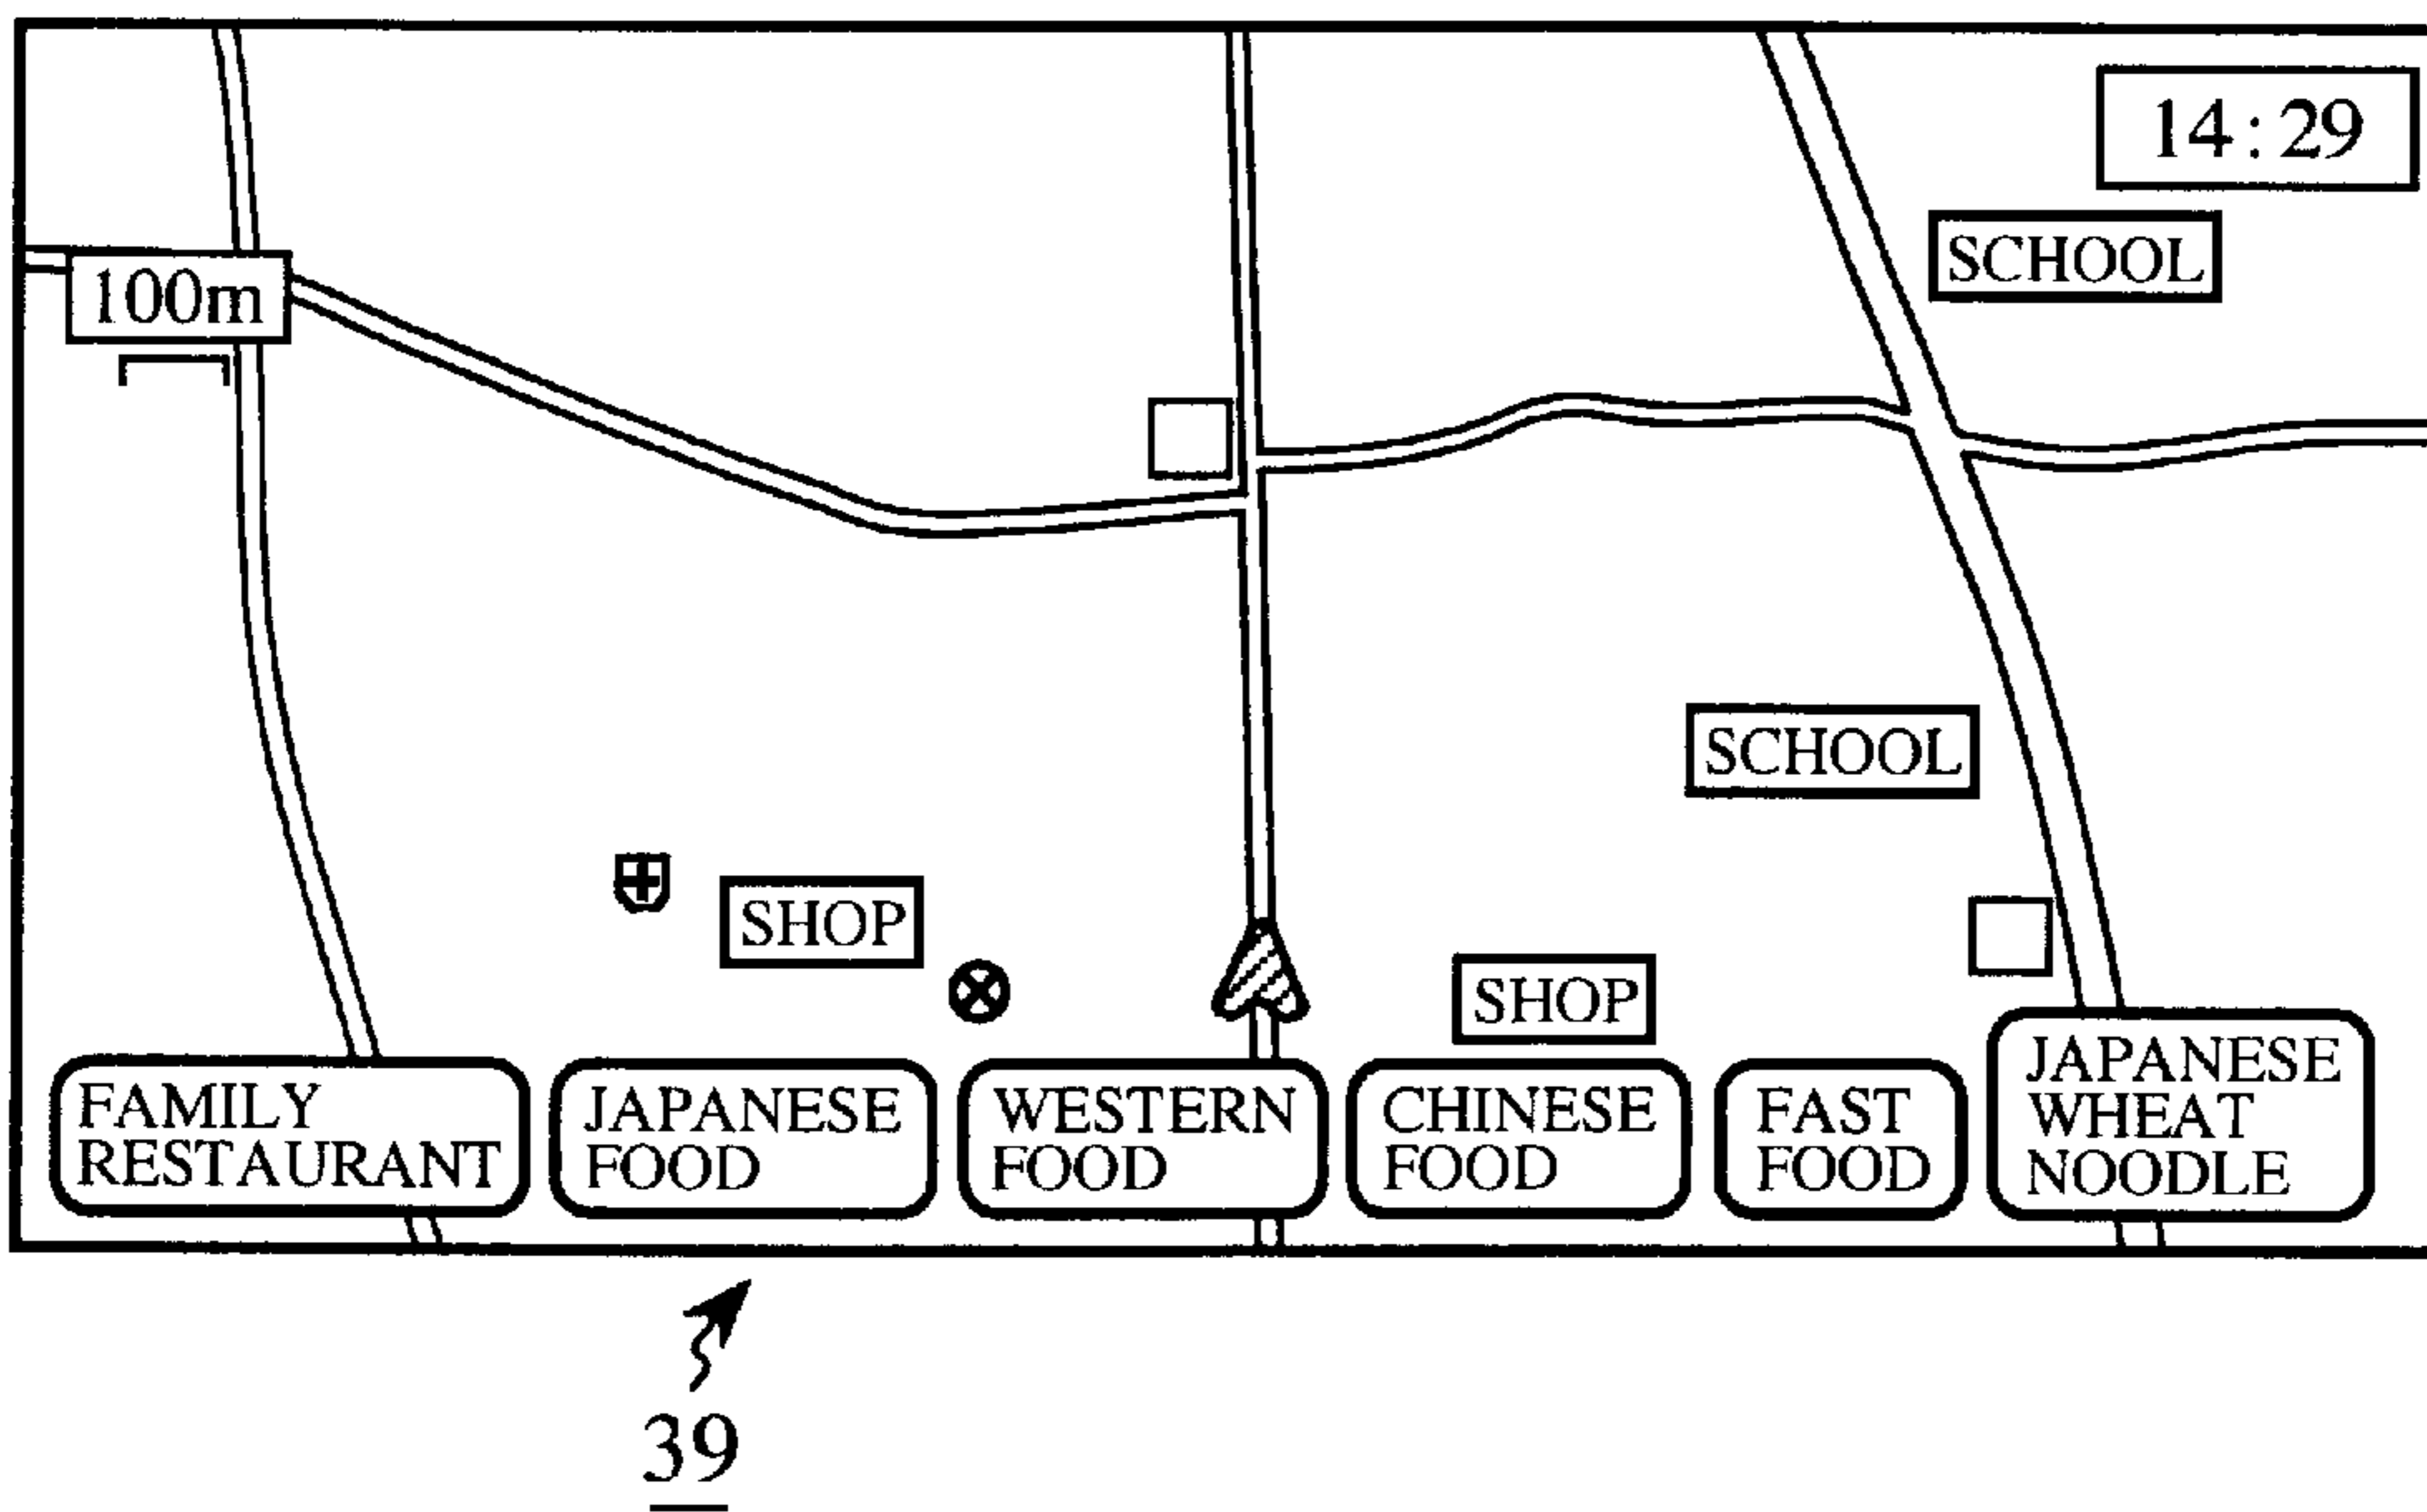 14:29
SCHOOL
100m
SCHOOL
SHOP
SHOP
FAMILY
RESTAURANT
JAPANESE
FOOD
WESTERN
FOOD
CHINESE
FOOD
FAST
FOOD
JAPANESE
WHEAT
NOODLE
39